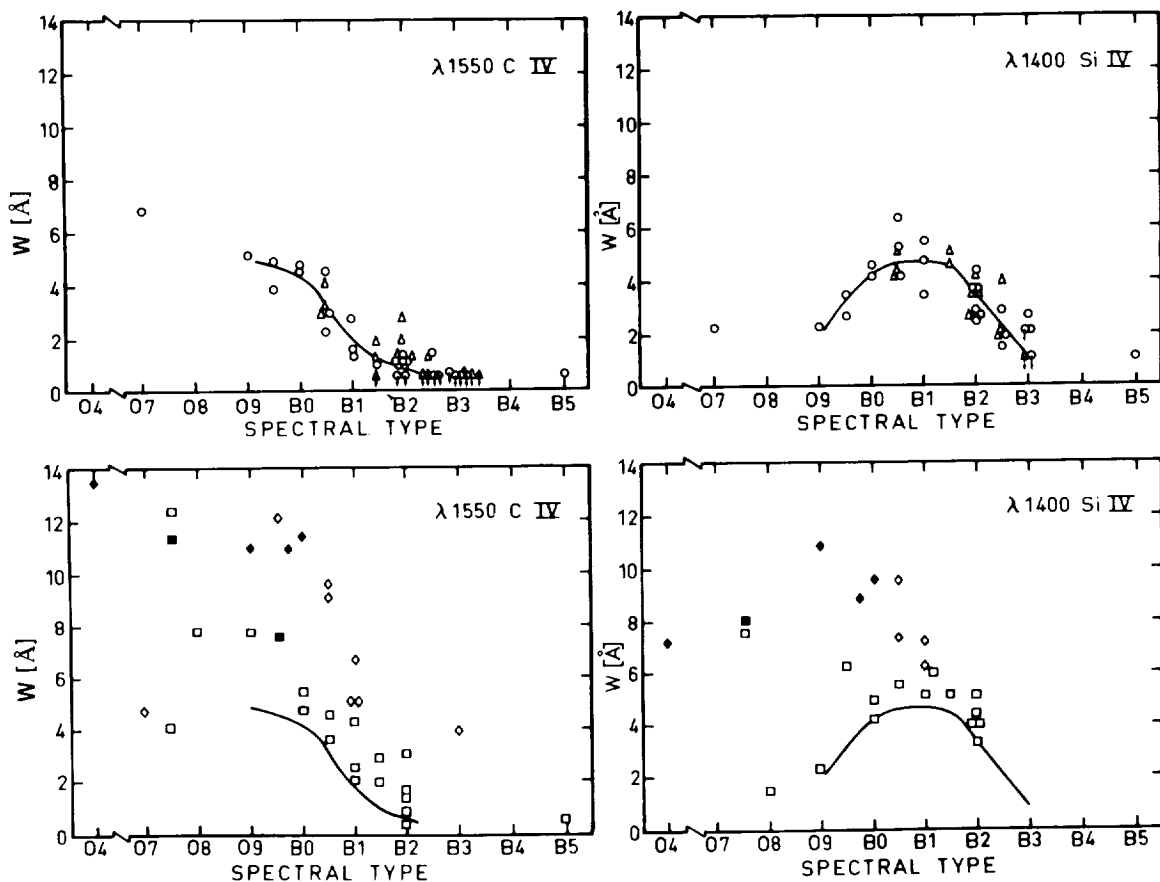 λ1550 C IV
W [Å]
14
12
10
8
6
4
2
0
O4 O7 O9 B0 B1 B2 B3 B4 B5
SPECTRAL TYPE
λ1400 Si IV
W [Å]
14
12
10
8
6
4
2
0
O4 O7 O8 O9 B0 B1 B2 B3 B4 B5
SPECTRAL TYPE
λ1550 C IV
W [Å]
14
12
10
8
6
4
2
0
O4 O7 O8 O9 B0 B1 B2 B3 B4 B5
SPECTRAL TYPE
λ1400 Si IV
W [Å]
14
12
10
8
6
4
2
0
O4 O7 O8 O9 B0 B1 B2 B3 B4 B5
SPECTRAL TYPE